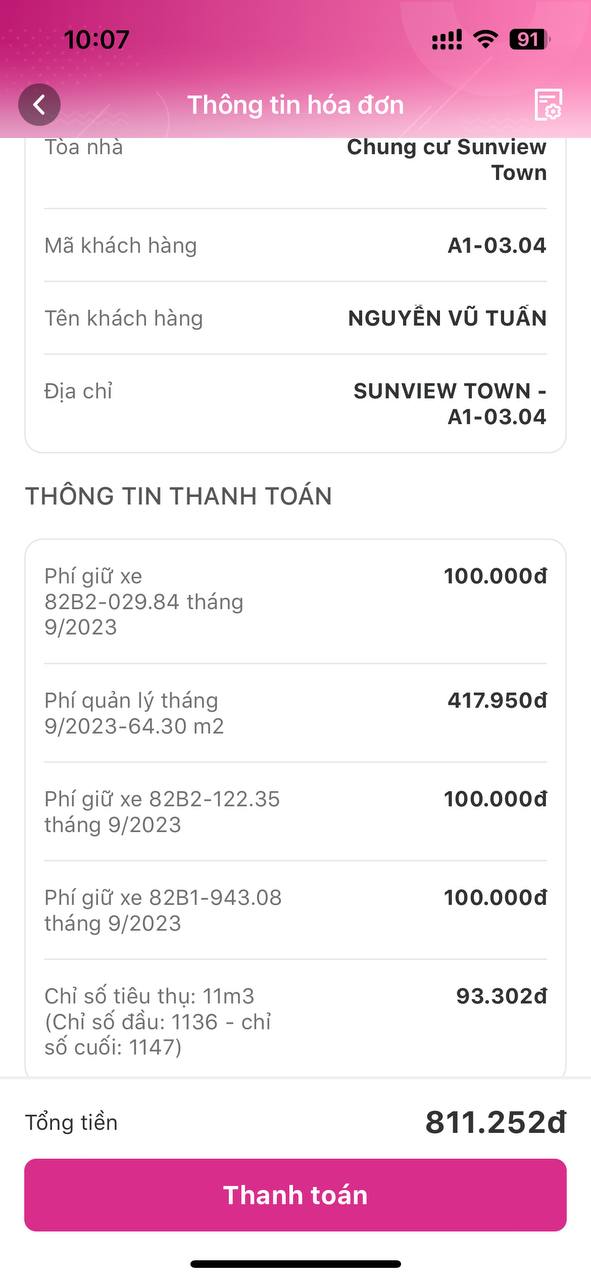 10:07
91
Thông tin hóa đơn
Tòa nhà
Chung cư Sunview
Town
Mã khách hàng
A1-03.04
Tên khách hàng
NGUYỄN VŨ TUẤN
Địa chỉ
SUNVIEW TOWN -
A1-03.04
THÔNG TIN THANH TOÁN
Phí giữ xe
82B2-029.84 tháng
9/2023
100.000đ
Phí quản lý tháng
9/2023-64.30 m2
417.950đ
Phí giữ xe 82B2-122.35
tháng 9/2023
100.000đ
Phí giữ xe 82B1-943.08
tháng 9/2023
100.000đ
Chỉ số tiêu thụ: 11m3
(Chỉ số đầu: 1136 - chỉ
số cuối: 1147)
93.302đ
Tổng tiền
811.252đ
Thanh toán